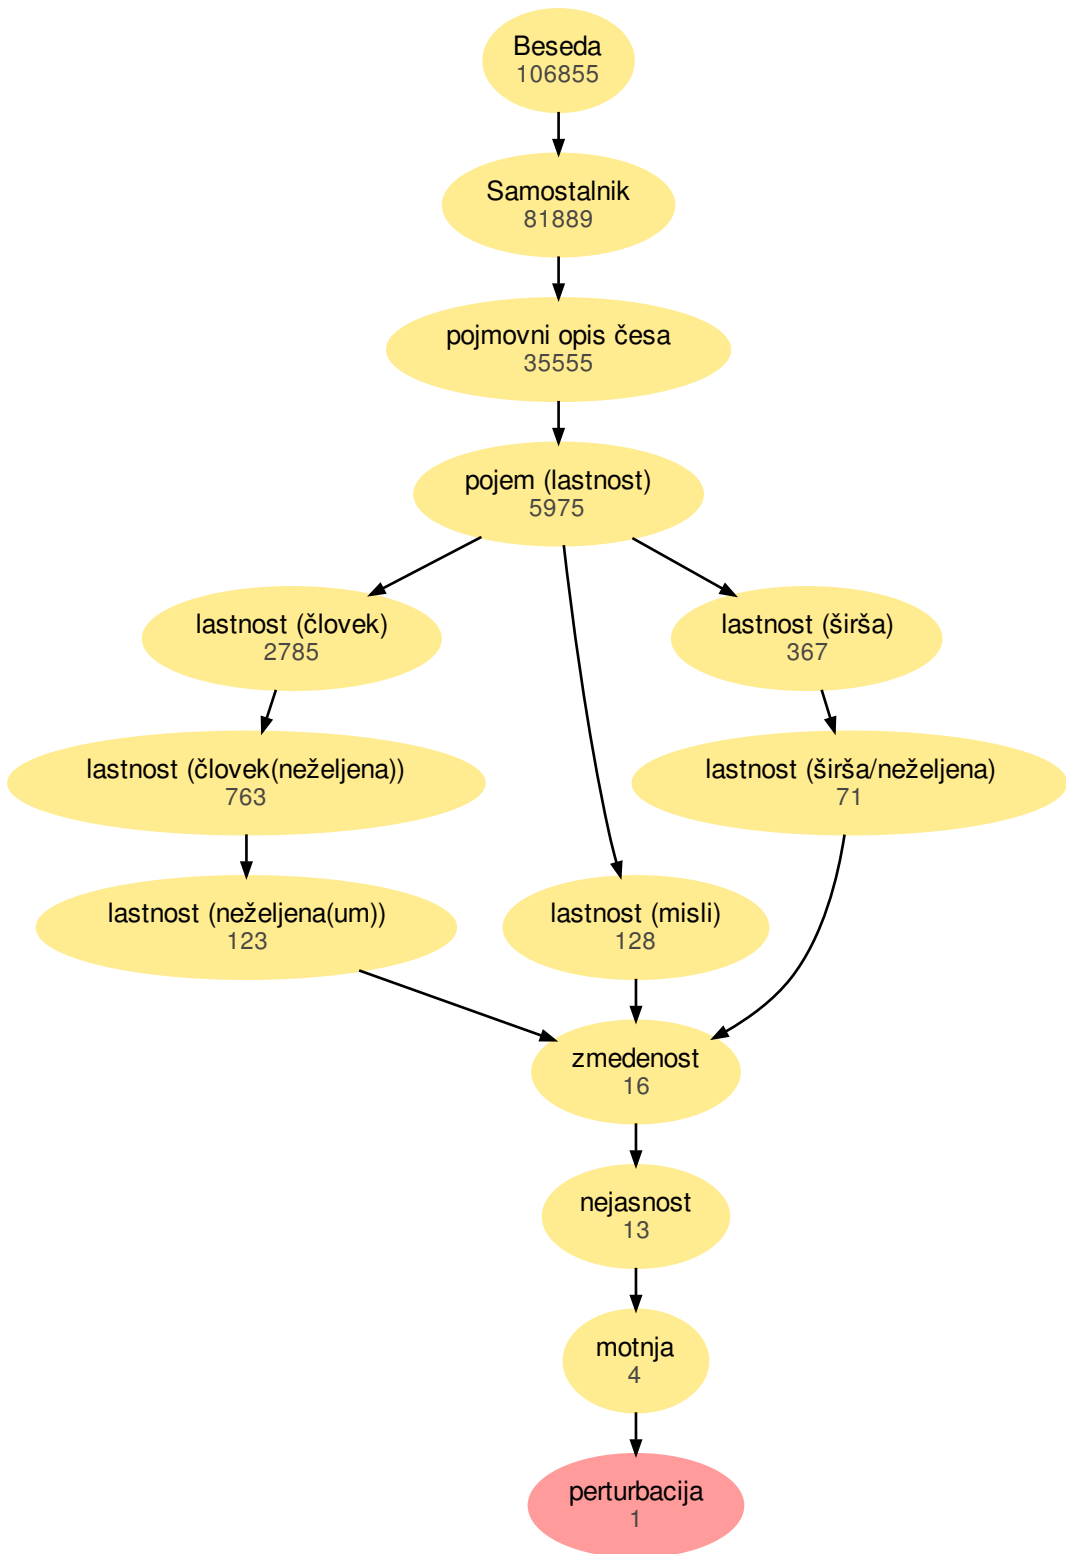 Beseda
106855
Samostalnik
81889
pojmovni opis česa
35555
pojem (lastnost)
5975
lastnost (človek)
2785
lastnost (širša)
367
lastnost (človek(neželjena))
763
lastnost (širša/neželjena)
71
lastnost (neželjena(um))
123
lastnost (misli)
128
zmedenost
16
nejasnost
13
motnja
4
perturbacija
1